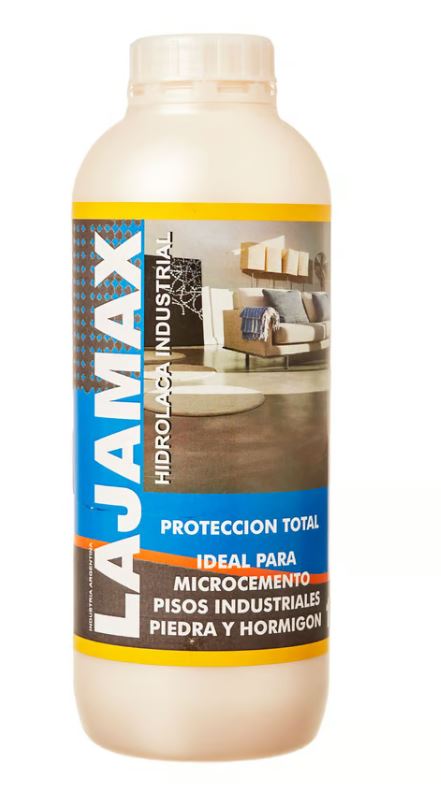 LAJAMAX
HIDROLACA INDUSTRIAL
INDUSTRIA ARGENTINA
PROTECCION TOTAL
IDEAL PARA
MICROCEMENTO
PISOS INDUSTRIALES
PIEDRA Y HORMIGON